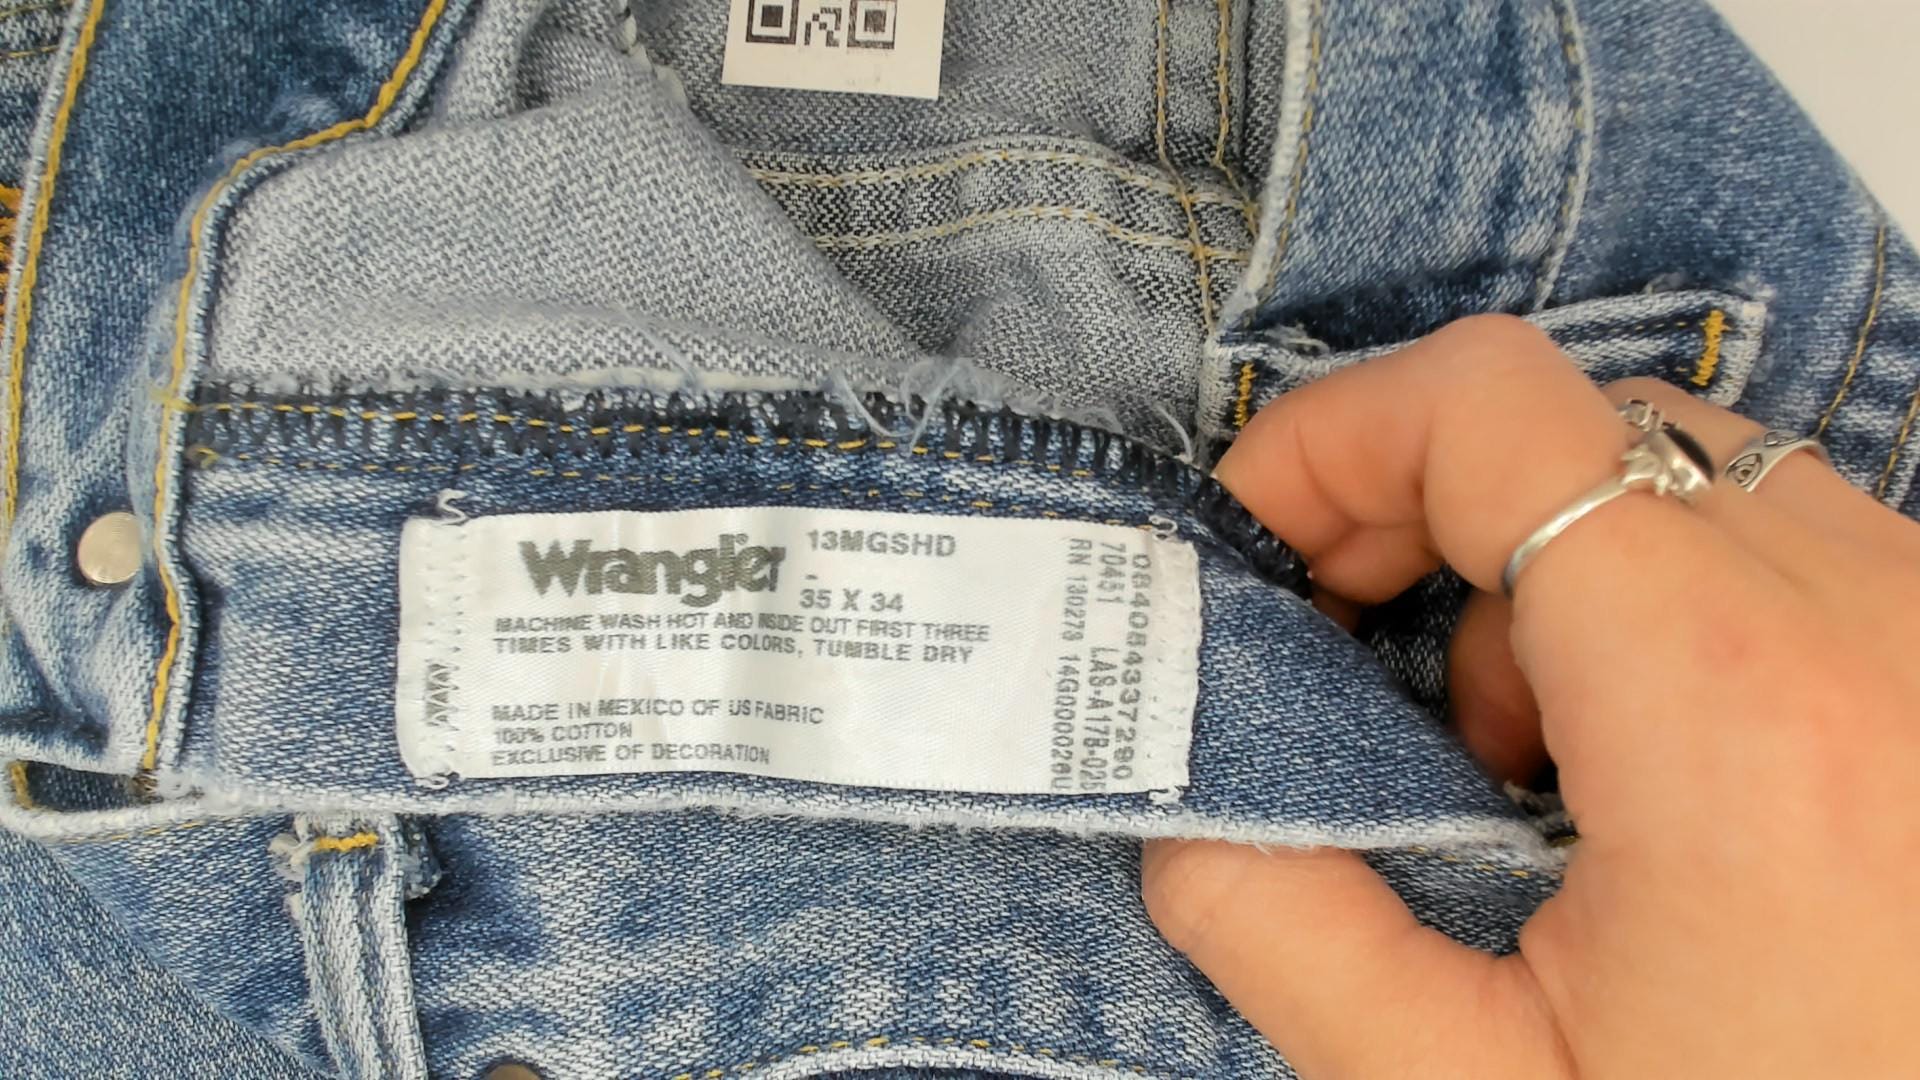 Wrangler
13MGSHD
35 X 34
MACHINE WASH HOT AND INSIDE OUT FIRST THREE
TIMES WITH LIKE COLORS, TUMBLE DRY
MADE IN MEXICO OF US FABRIC
100% COTTON
EXCLUSIVE OF DECORATION
70451
RN 130273